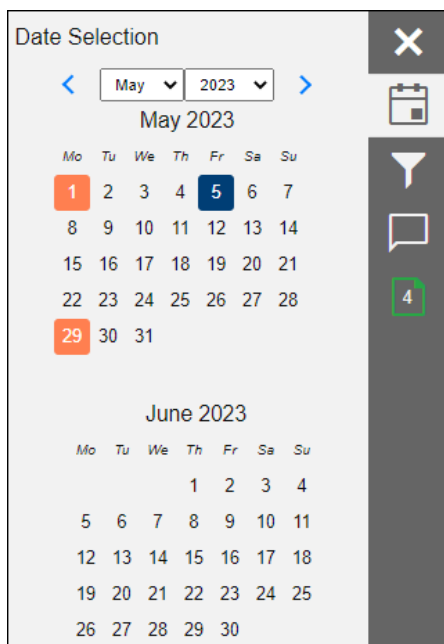 Date Selection
May 2023
May 2023
Mo Tu We Th Fr Sa Su
1 2 3 4 5 6 7
8 9 10 11 12 13 14
15 16 17 18 19 20 21
22 23 24 25 26 27 28
29 30 31
4
June 2023
Mo Tu We Th Fr Sa Su
1 2 3 4
5 6 7 8 9 10 11
12 13 14 15 16 17 18
19 20 21 22 23 24 25
26 27 28 29 30